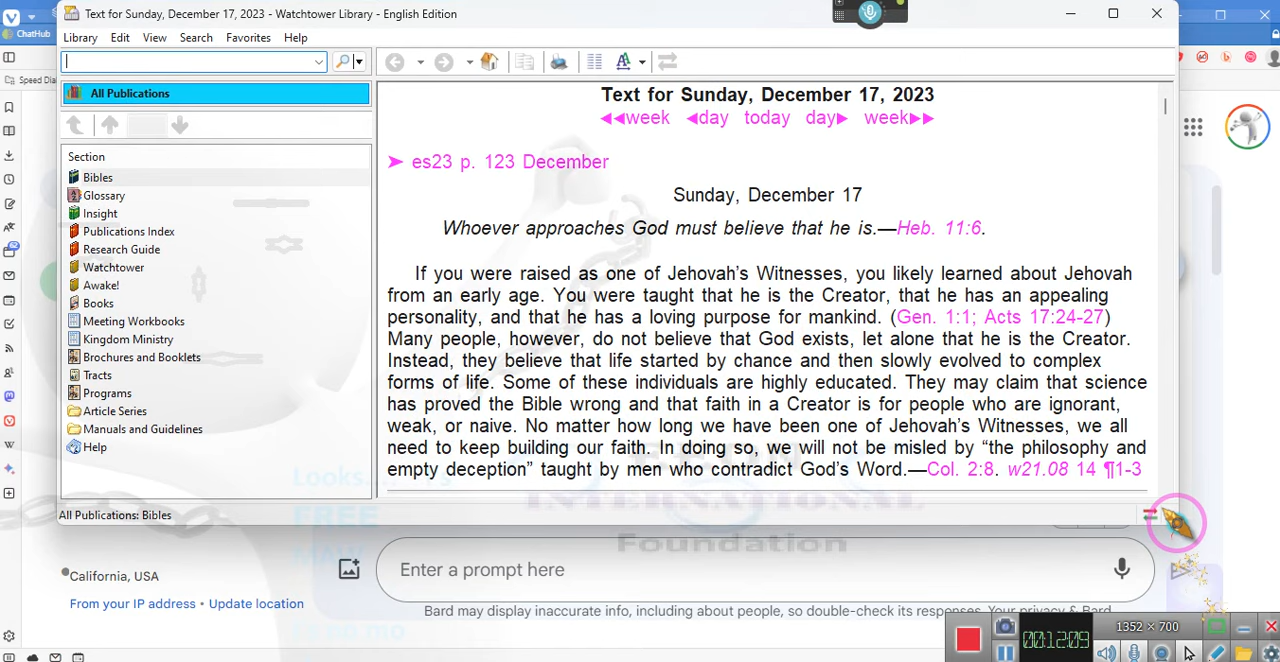 Text for Sunday, December 17, 2023 - Watchtower Library - English Edition
ChatHub
Library Edit View Search Favorites Help
Speed Dia
All Publications
Section
Bibles
Glossary
Insight
Publications Index
Research Guide
Watchtower
Awake!
Books
Meeting Workbooks
Kingdom Ministry
Brochures and Booklets
Tracts
Programs
Article Series
Manuals and Guidelines
Help
Text for Sunday, December 17, 2023
◀◀week ◀day today day▶ week▶▶
➤ es23 p. 123 December
Sunday, December 17
Whoever approaches God must believe that he is.—Heb. 11:6.
If you were raised as one of Jehovah’s Witnesses, you likely learned about Jehovah
from an early age. You were taught that he is the Creator, that he has an appealing
personality, and that he has a loving purpose for mankind. (Gen. 1:1; Acts 17:24-27)
Many people, however, do not believe that God exists, let alone that he is the Creator.
Instead, they believe that life started by chance and then slowly evolved to complex
forms of life. Some of these individuals are highly educated. They may claim that science
has proved the Bible wrong and that faith in a Creator is for people who are ignorant,
weak, or naive. No matter how long we have been one of Jehovah’s Witnesses, we all
need to keep building our faith. In doing so, we will not be misled by “the philosophy and
empty deception” taught by men who contradict God’s Word.—Col. 2:8. w21.08 14 ¶1-3
All Publications: Bibles
Looks
FREE
INTERNATIONAL
Foundation
California, USA
From your IP address • Update location
Enter a prompt here
Bard may display inaccurate info, including about people, so double-check its responses. Your privacy & Bard
1352 × 700
00:12:09